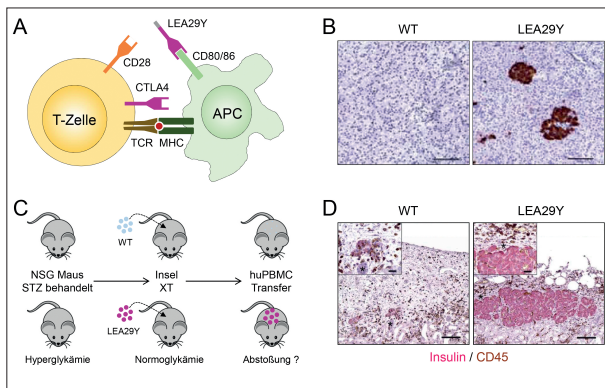 A
LEA29Y
CD28
CD80/86
CTLA4
T-Zelle
APC
TCR MHC
B
WT LEA29Y
C
WT
NSG Maus
STZ behandelt
Insel
XT
huPBMC
Transfer
LEA29Y
Hyperglykämie
Normoglykämie
Abstoßung ?
D
WT LEA29Y
Insulin / CD45